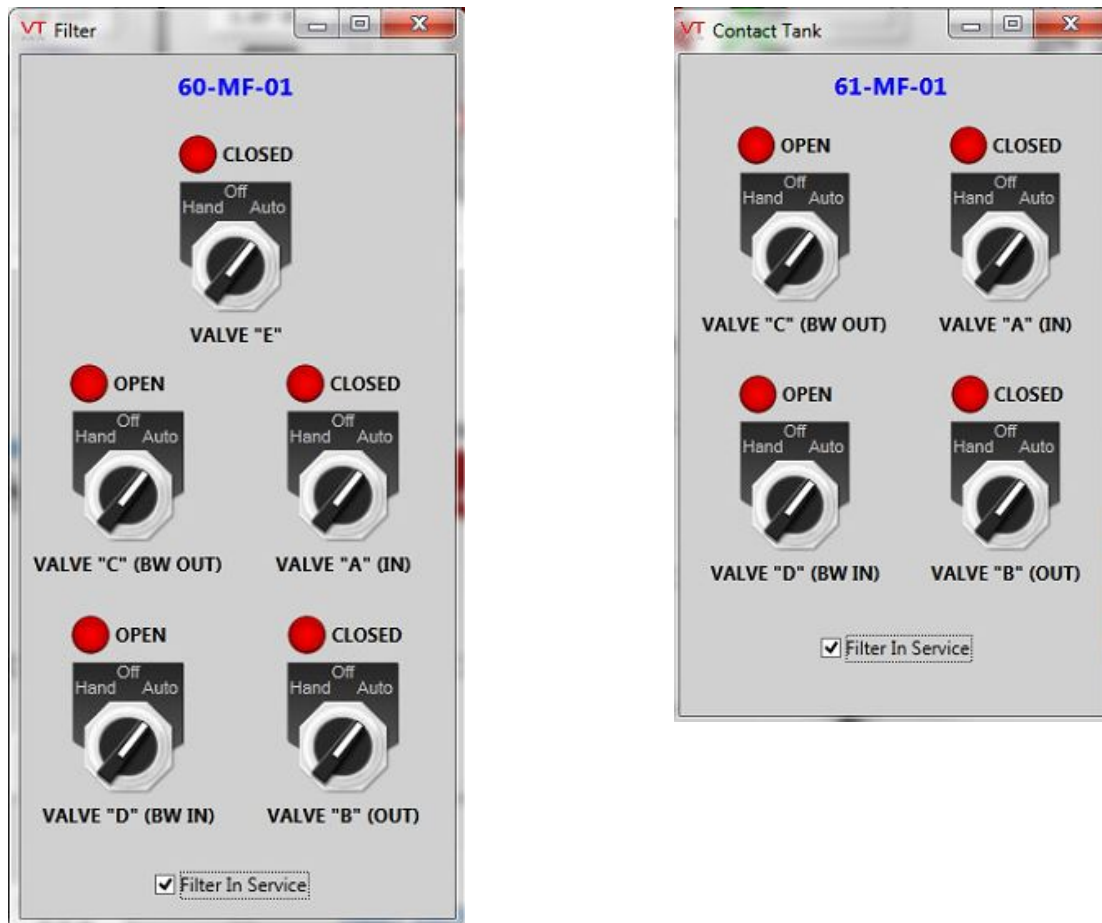 VT Filter
60-MF-01
CLOSED
Off
Hand Auto
VALVE "E"
OPEN CLOSED
Off Off
Hand Auto Hand Auto
VALVE "C" (BW OUT) VALVE "A" (IN)
OPEN CLOSED
Off Off
Hand Auto Hand Auto
VALVE "D" (BW IN) VALVE "B" (OUT)
Filter In Service
VT Contact Tank
61-MF-01
OPEN CLOSED
Off Off
Hand Auto Hand Auto
VALVE "C" (BW OUT) VALVE "A" (IN)
OPEN CLOSED
Off Off
Hand Auto Hand Auto
VALVE "D" (BW IN) VALVE "B" (OUT)
Filter In Service